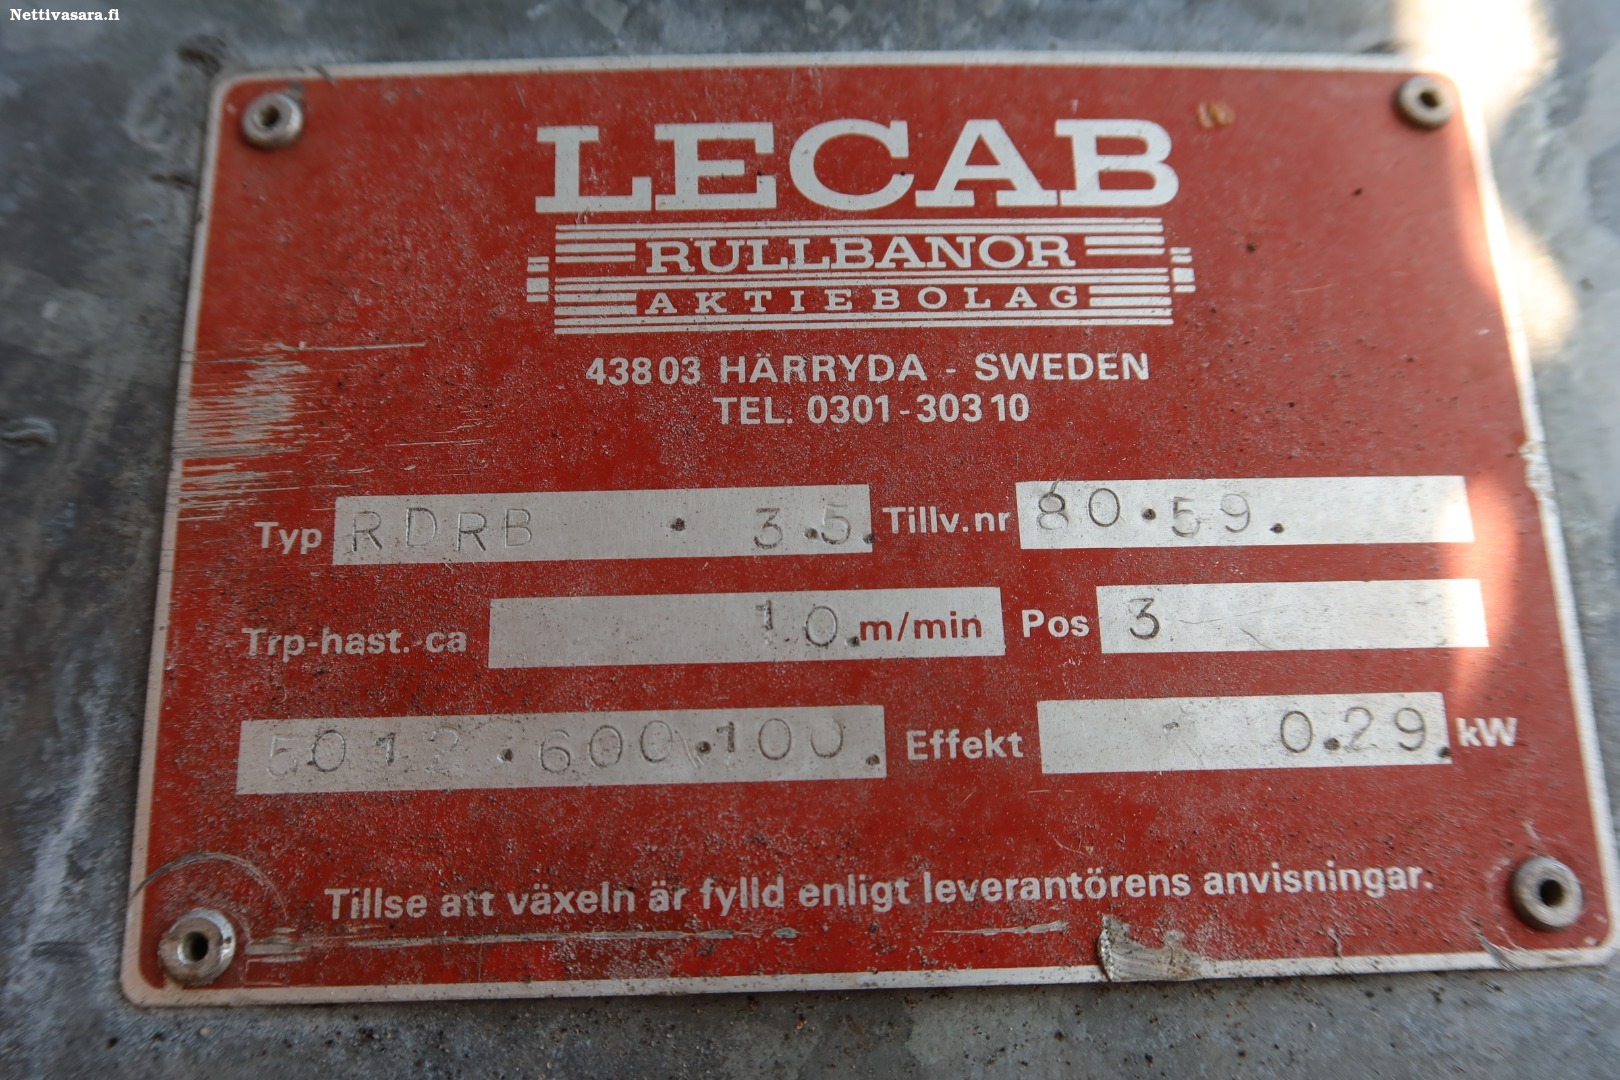 Nettivasara.fi
LECAB
RULLBANOR
AKTIEBOLAG
43803 HÄRRYDA - SWEDEN
TEL. 0301-303 10
Typ RDRB . 3.5. Tillv.nr 80.59.
Trp-hast. ca 10. m/min Pos 3
5012.600.100. Effekt 0.29. kW
Tillse att växeln är fylld enligt leverantörens anvisningar.